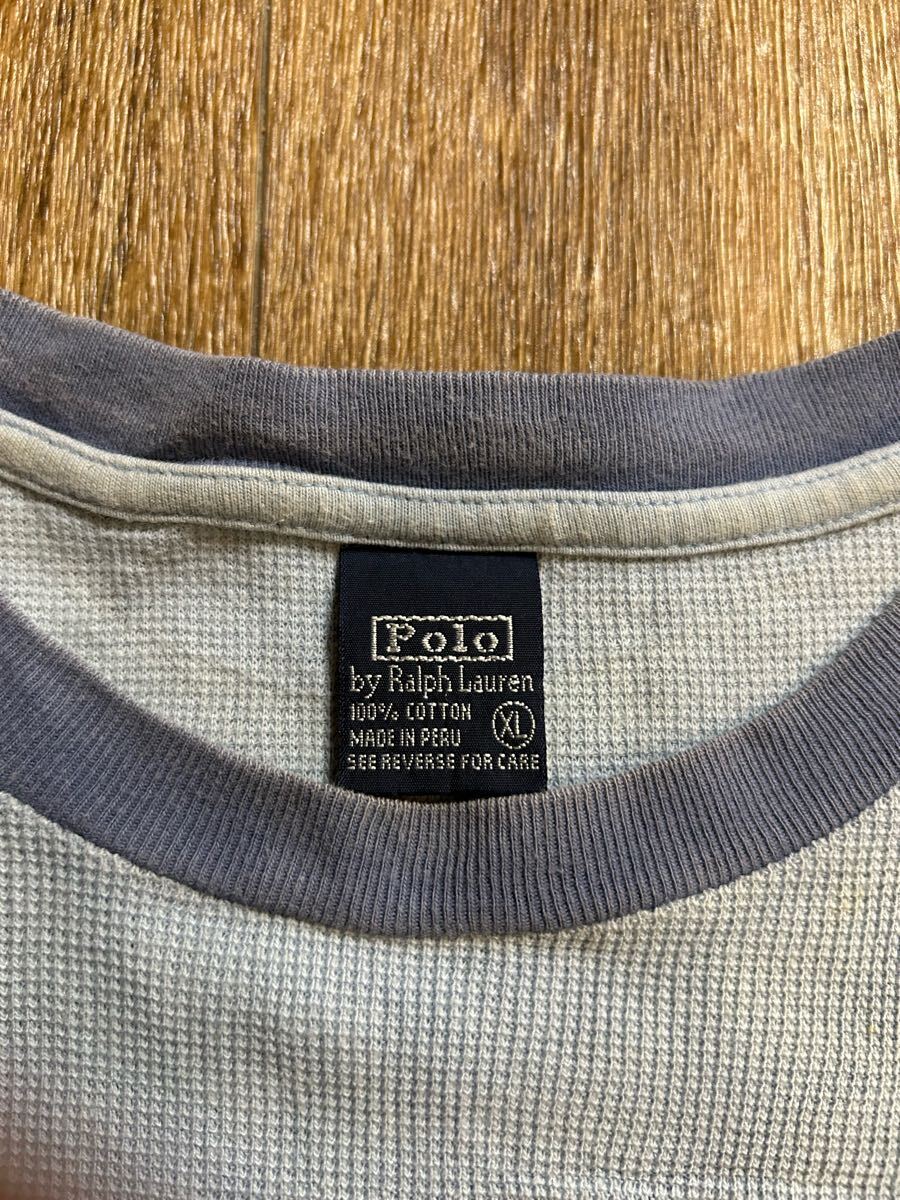 Polo
by Ralph Lauren
100% COTTON
MADE IN PERU
XL
SEE REVERSE FOR CARE